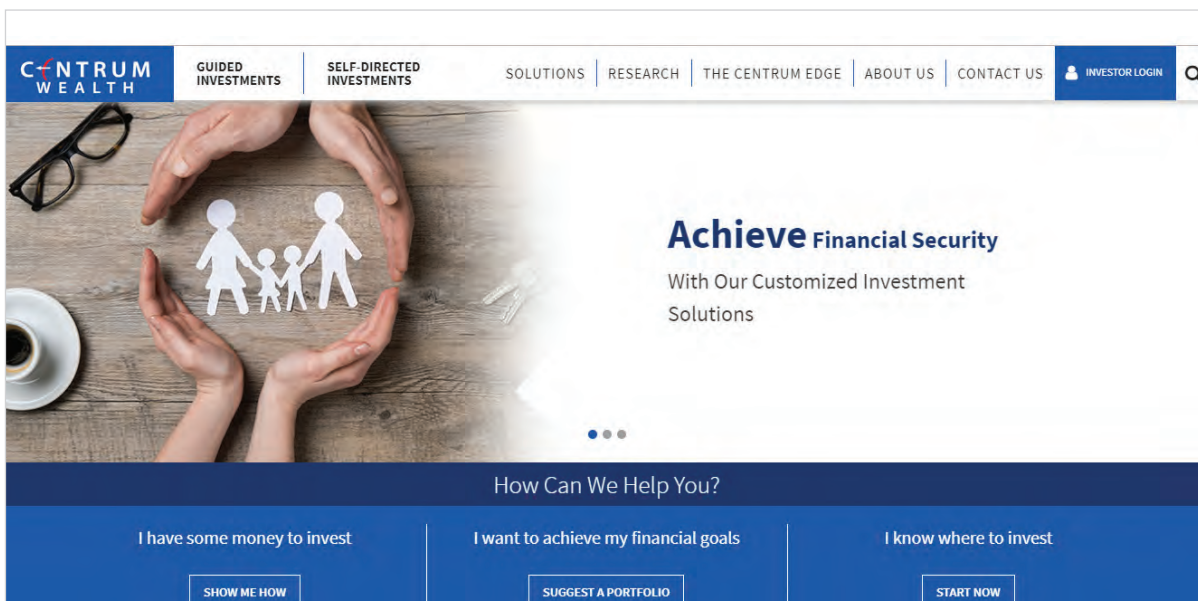 CENTRUM
WEALTH
GUIDED
INVESTMENTS
SELF-DIRECTED
INVESTMENTS
SOLUTIONS
RESEARCH
THE CENTRUM EDGE
ABOUT US
CONTACT US
INVESTOR LOGIN
Achieve Financial Security
With Our Customized Investment
Solutions
How Can We Help You?
I have some money to invest
I want to achieve my financial goals
I know where to invest
SHOW ME HOW
SUGGEST A PORTFOLIO
START NOW